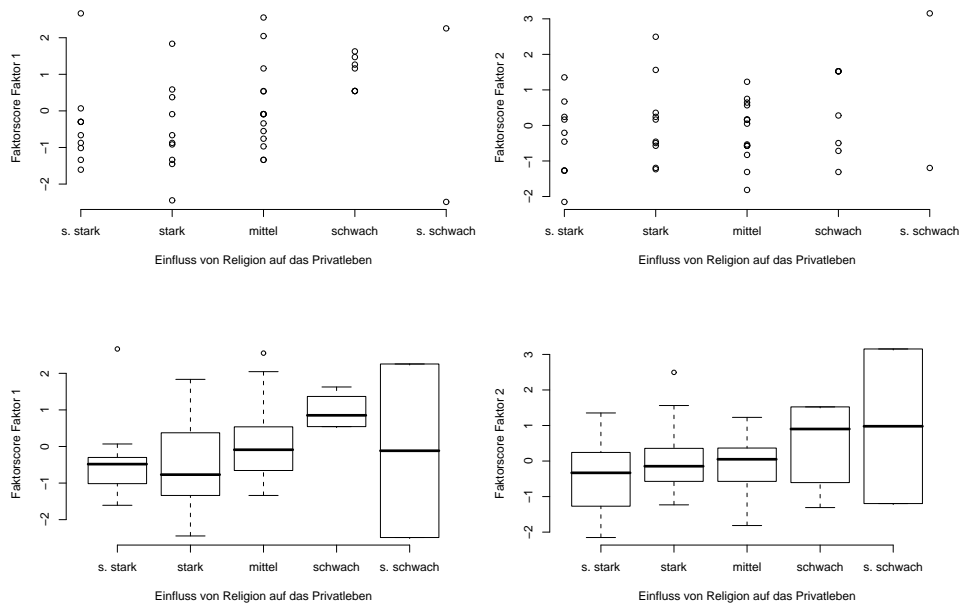 Faktorscore Faktor 1
2
1
0
−1
−2
s. stark stark mittel schwach s. schwach
Einfluss von Religion auf das Privatleben
Faktorscore Faktor 2
3
2
1
0
−1
−2
s. stark stark mittel schwach s. schwach
Einfluss von Religion auf das Privatleben
Faktorscore Faktor 1
2
1
0
−1
−2
s. stark stark mittel schwach s. schwach
Einfluss von Religion auf das Privatleben
Faktorscore Faktor 2
3
2
1
0
−1
−2
s. stark stark mittel schwach s. schwach
Einfluss von Religion auf das Privatleben